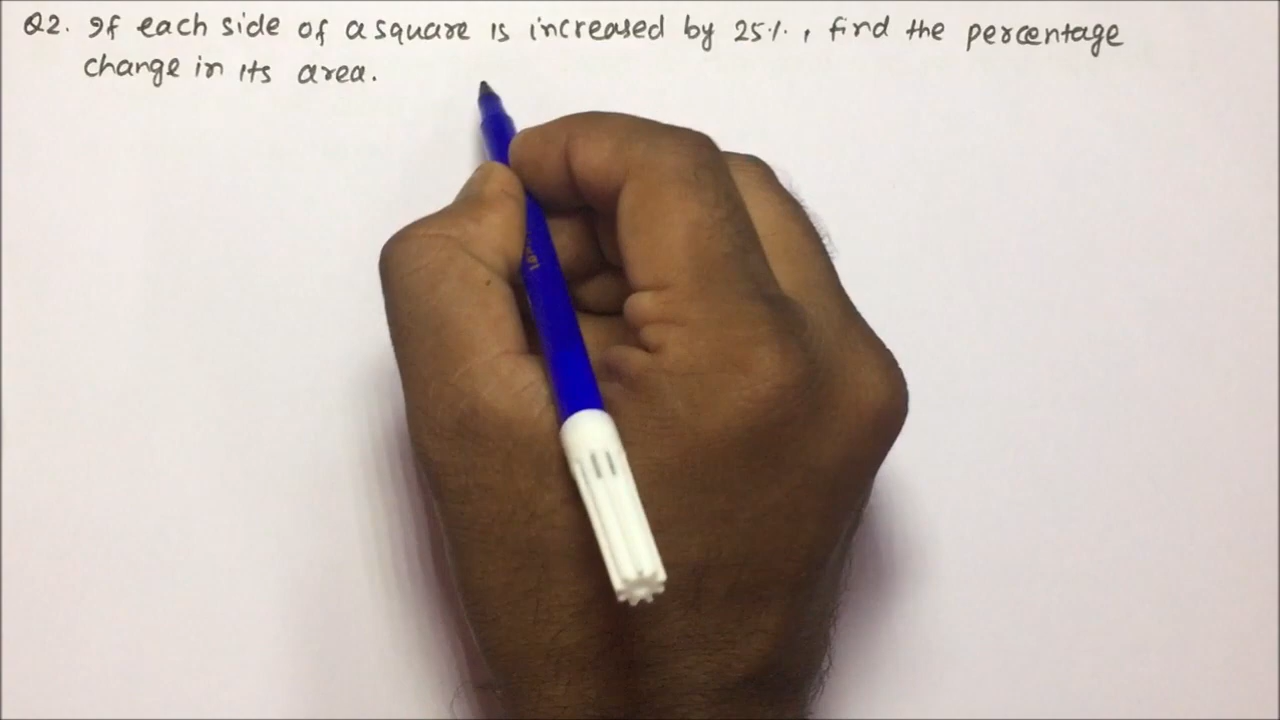 Q2. If each side of a square is increased by 25%, find the percentage
change in its area.